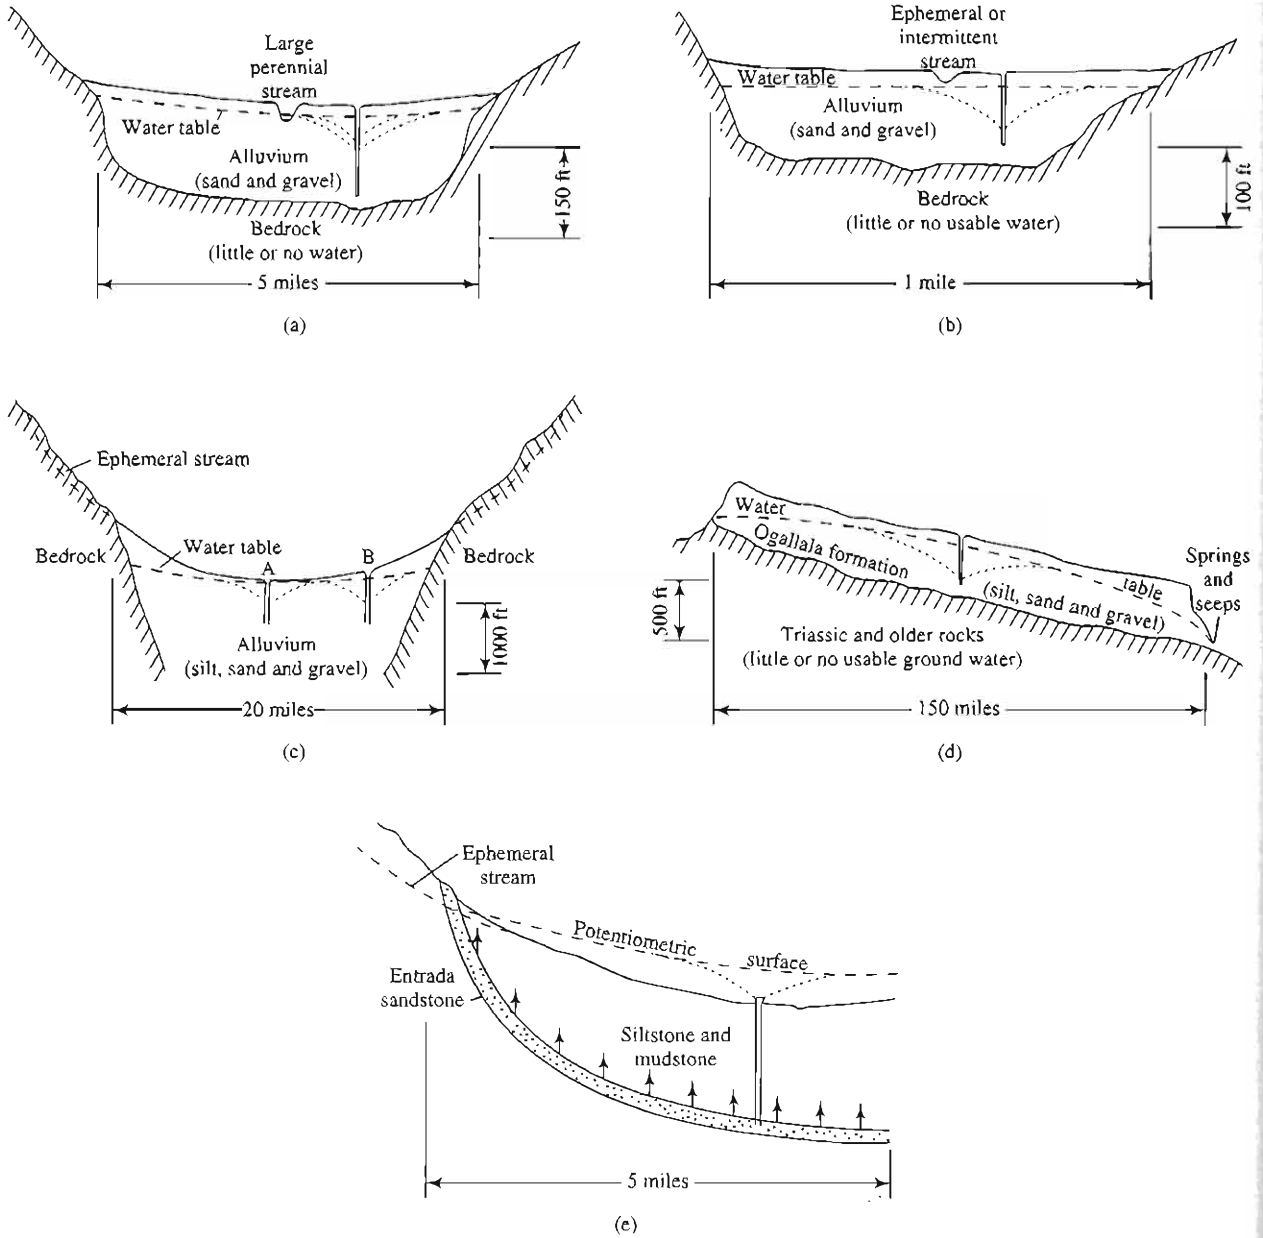 Large
perennial
stream
Water table
Alluvium
(sand and gravel)
150 ft
Bedrock
(little or no water)
5 miles
(a)
Ephemeral or
intermittent
stream
Water table
Alluvium
(sand and gravel)
Bedrock
(little or no usable water)
100 ft
1 mile
(b)
Ephemeral stream
Bedrock
Water table
A
B
Bedrock
Alluvium
(silt, sand and gravel)
1000 ft
20 miles
(c)
Water
Ogallala formation
table
(silt, sand and gravel)
Springs
and
seeps
500 ft
Triassic and older rocks
(little or no usable ground water)
150 miles
(d)
Ephemeral
stream
Potentiometric
surface
Entrada
sandstone
Siltstone and
mudstone
5 miles
(e)